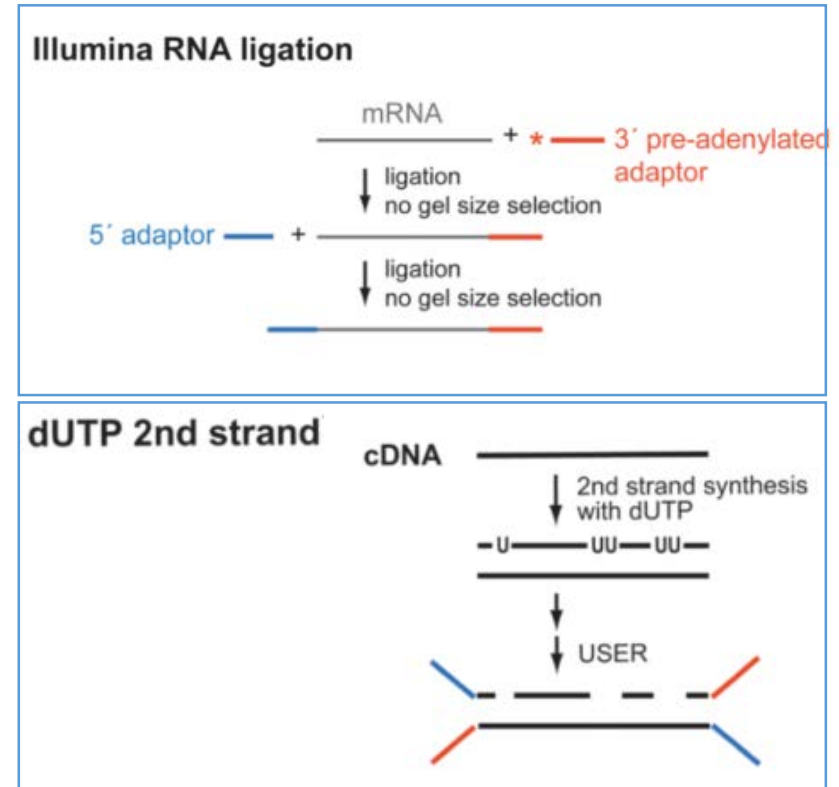 Illumina RNA ligation
mRNA
+ * 3´ pre-adenylated
adaptor
ligation
no gel size selection
5´ adaptor +
ligation
no gel size selection
dUTP 2nd strand
cDNA
2nd strand synthesis
with dUTP
U UU UU
USER